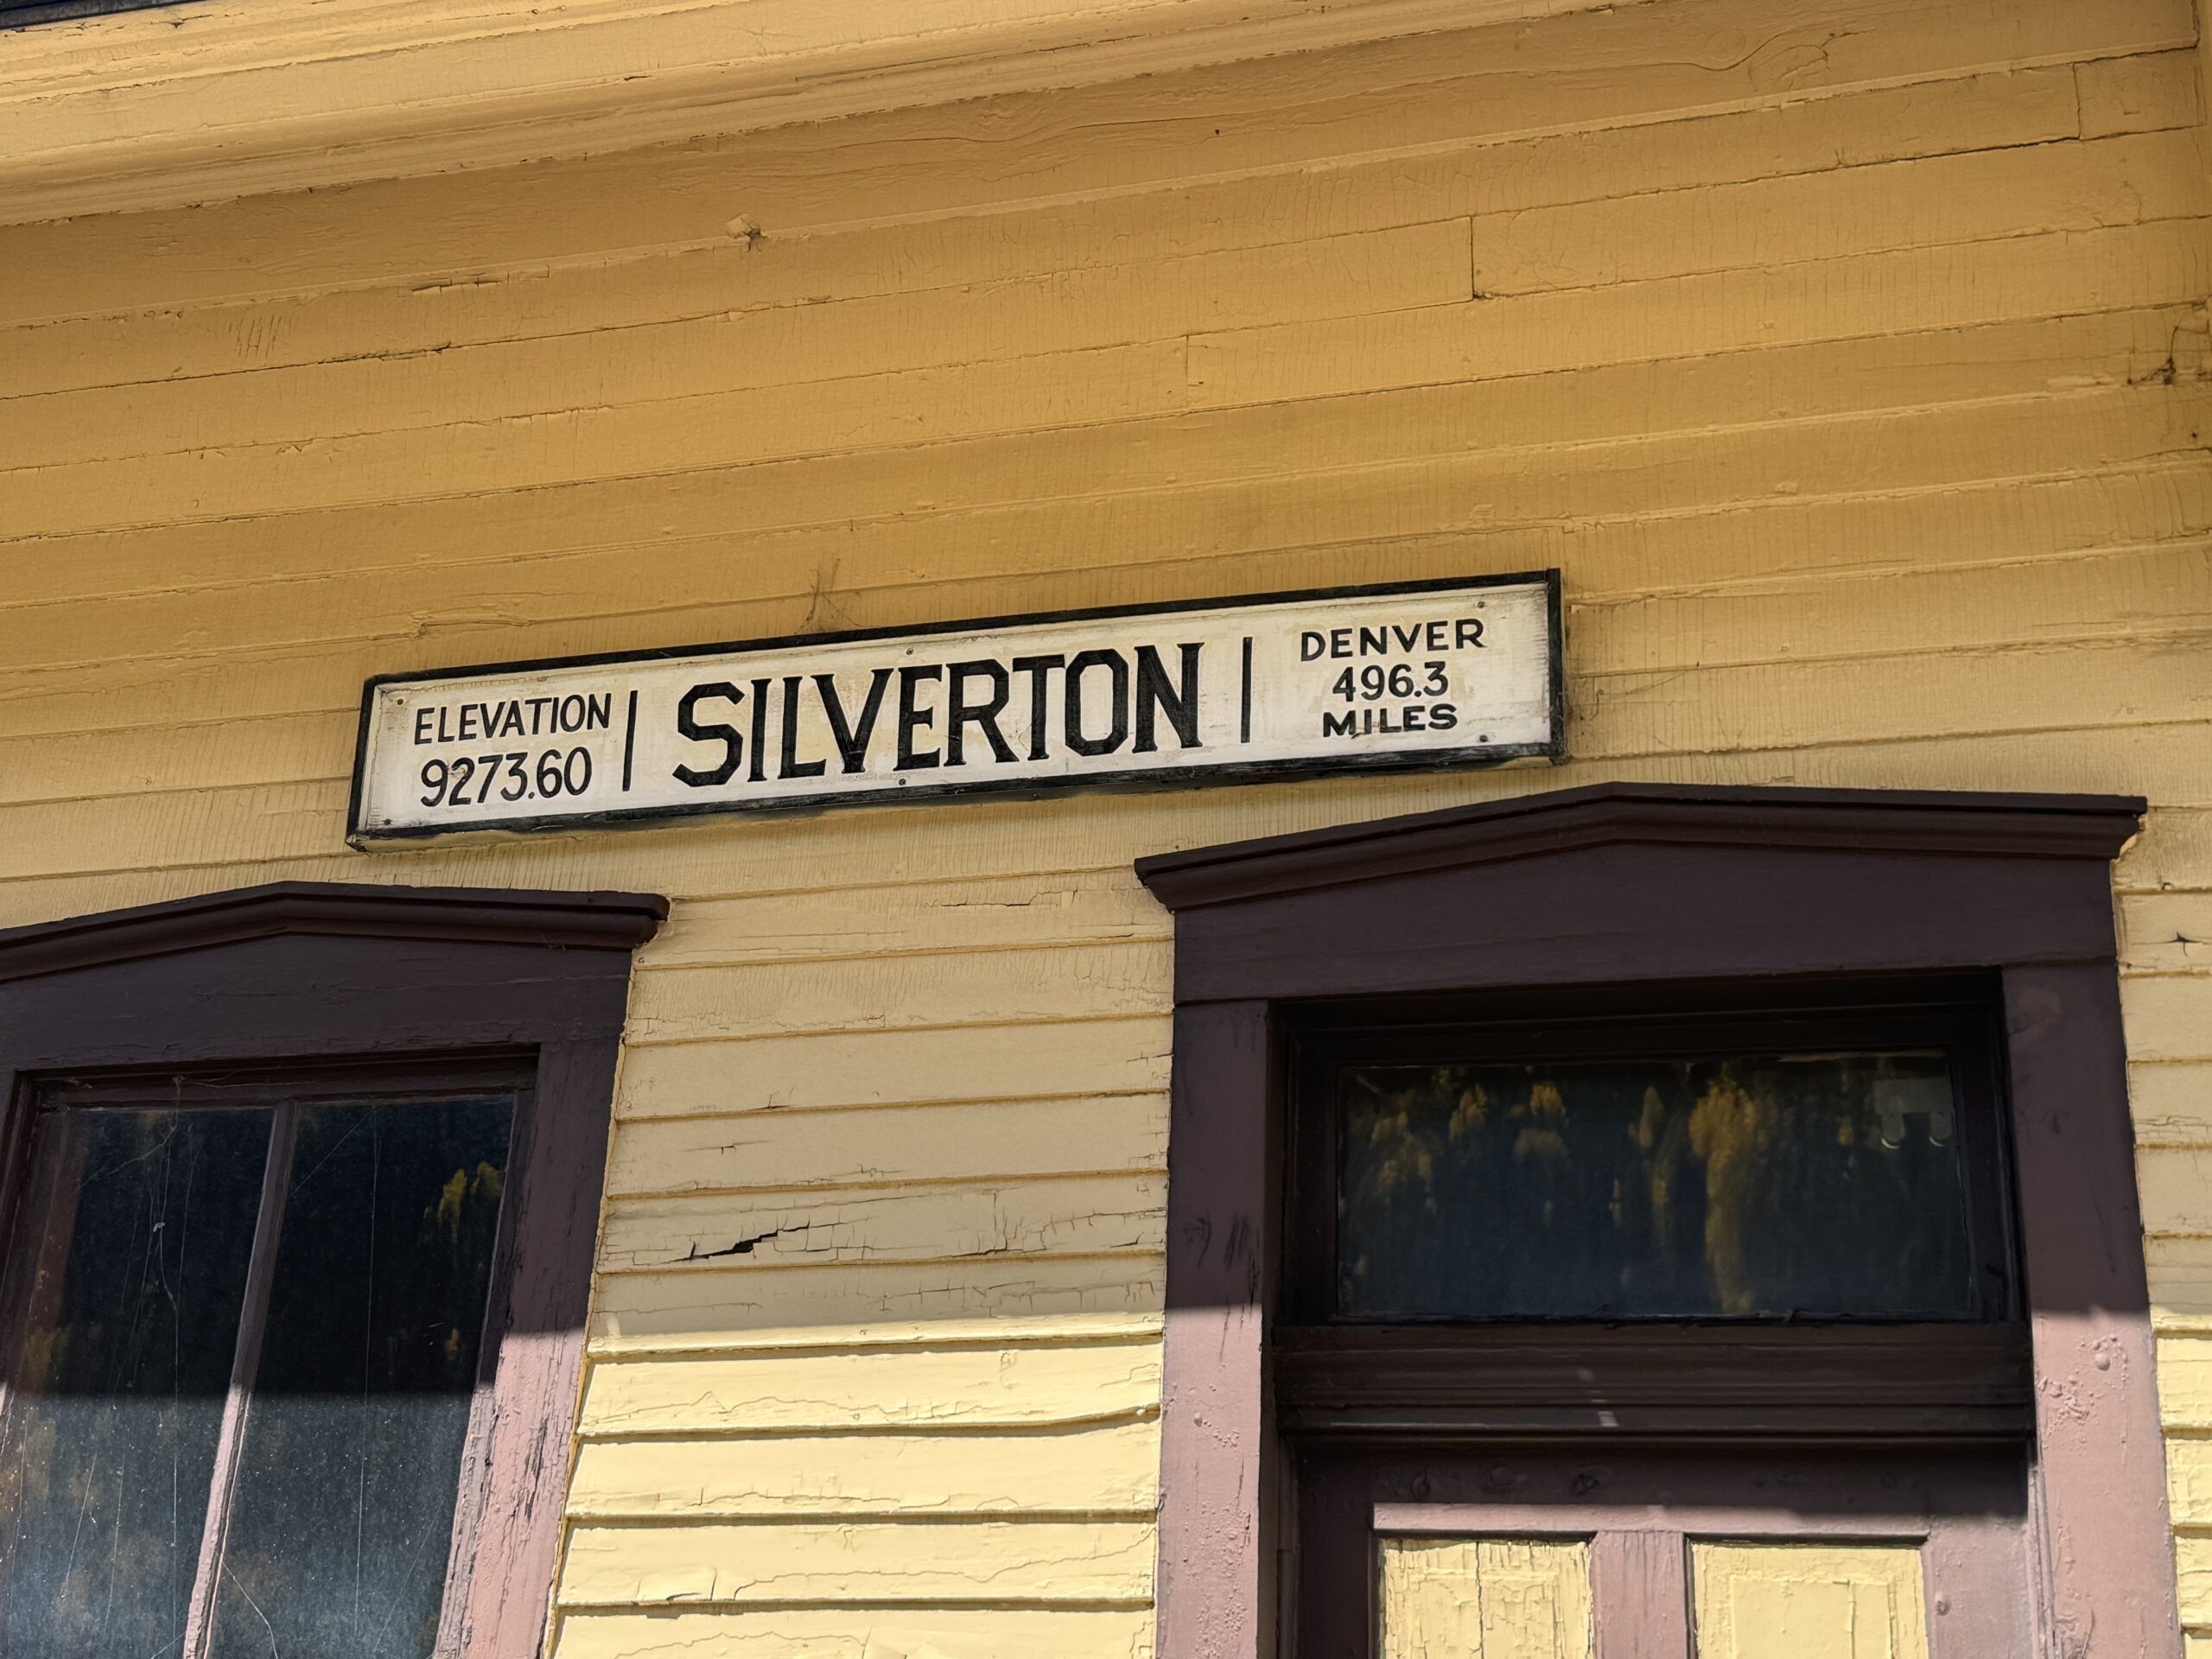 ELEVATION
9273.60
SILVERTON
DENVER
496.3
MILES